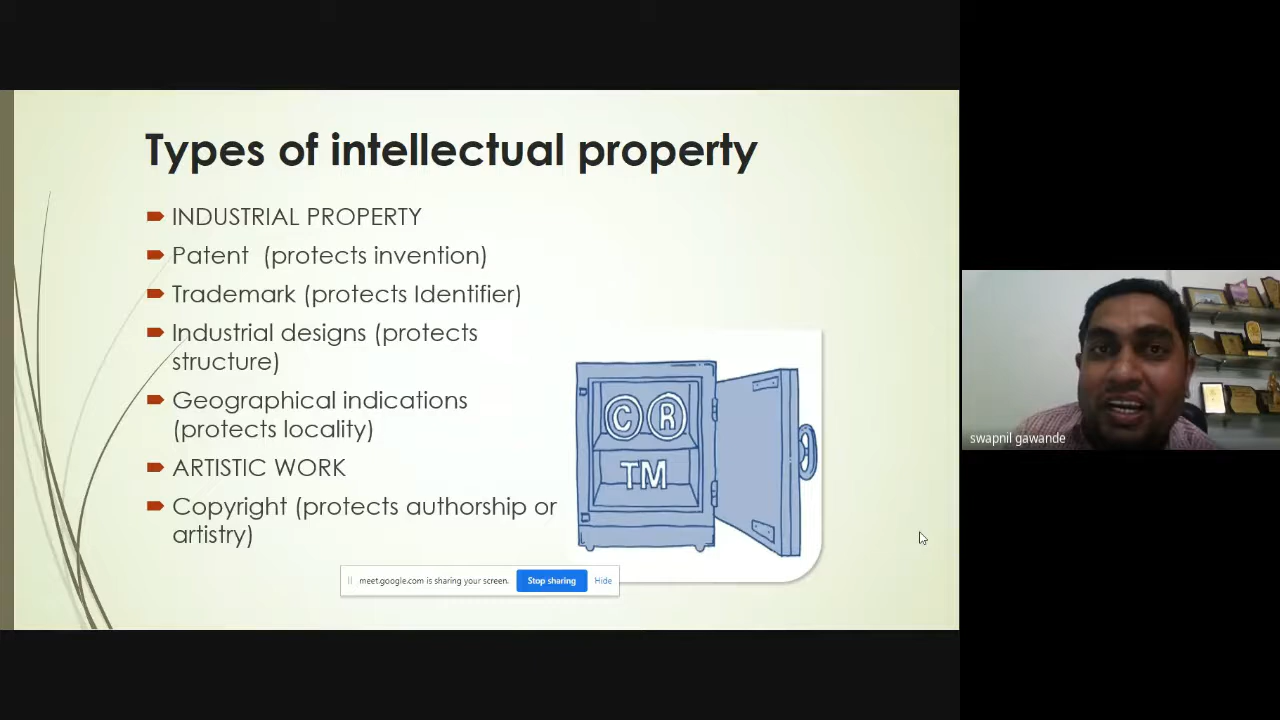 Types of intellectual property
INDUSTRIAL PROPERTY
Patent (protects invention)
Trademark (protects Identifier)
Industrial designs (protects
structure)
Geographical indications
(protects locality)
ARTISTIC WORK
Copyright (protects authorship or
artistry)
C R
TM
meet.google.com is sharing your screen. Stop sharing Hide
swapnil gawande